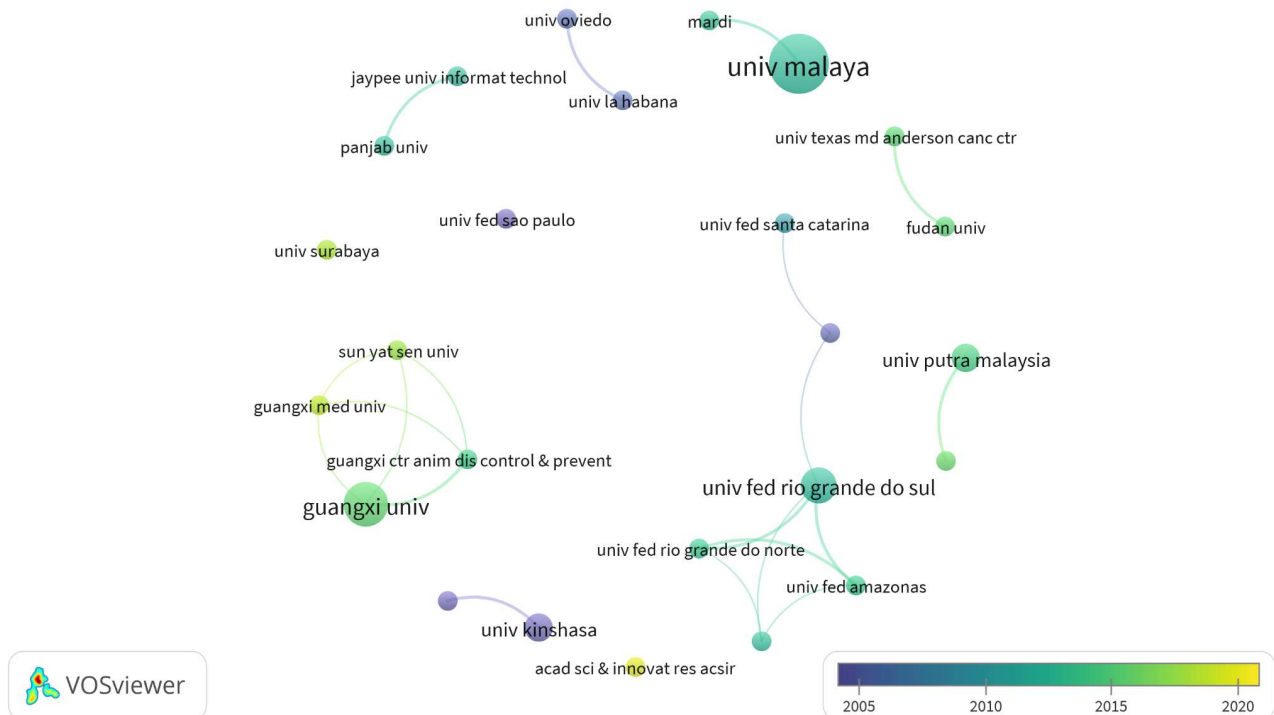 univ oviedo
mardi
univ malaya
jaypee univ informat technol
univ la habana
univ texas md anderson canc ctr
panjab univ
univ fed sao paulo
univ fed santa catarina
fudan univ
univ surabaya
sun yat sen univ
univ putra malaysia
guangxi med univ
guangxi ctr anim dis control & prevent
univ fed rio grande do sul
guangxi univ
univ fed rio grande do norte
univ fed amazonas
univ kinshasa
acad sci & innovat res acsir
VOSviewer
2005
2010
2015
2020